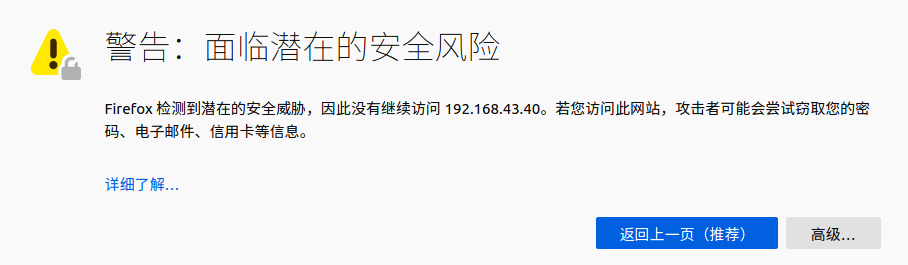 警告：面临潜在的安全风险
Firefox 检测到潜在的安全威胁，因此没有继续访问 192.168.43.40。若您访问此网站，攻击者可能会尝试窃取您的密
码、电子邮件、信用卡等信息。
详细了解…
返回上一页（推荐）
高级…